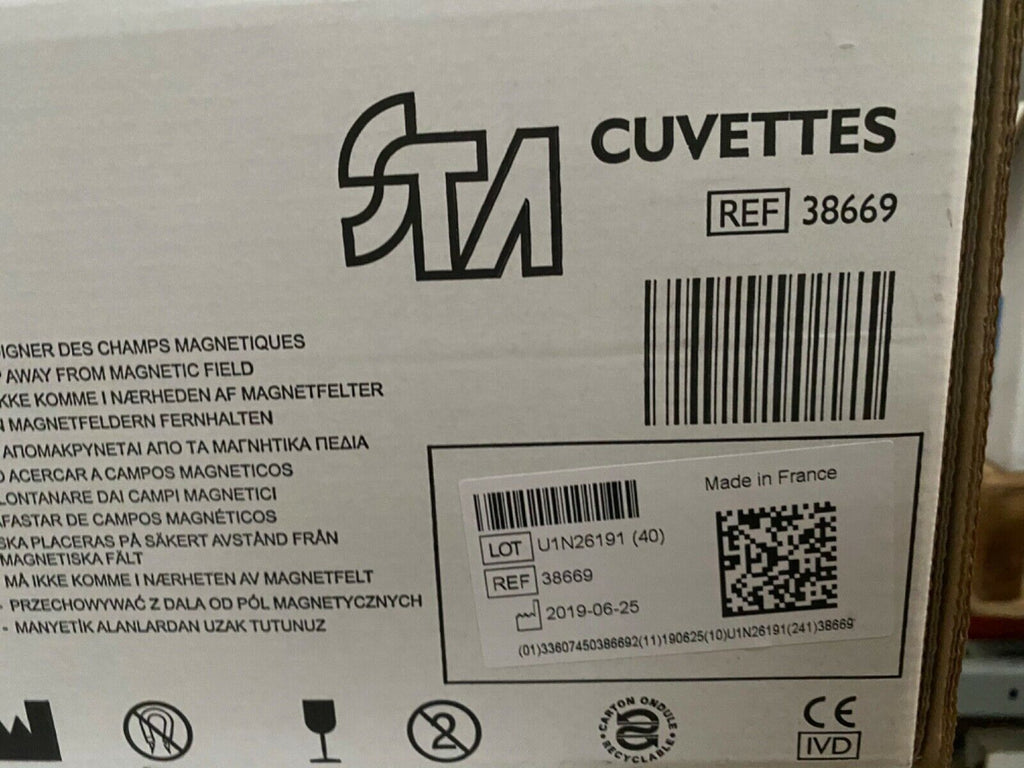 STA
CUVETTES
REF 38669
IGNER DES CHAMPS MAGNETIQUES
AWAY FROM MAGNETIC FIELD
KKE KOMME I NÆRHEDEN AF MAGNETFELTER
N MAGNETFELDERN FERNHALTEN
ΑΠΟΜΑΚΡΥΝΕΤΑΙ ΑΠΟ ΤΑ ΜΑΓΝΗΤΙΚΑ ΠΕΔΙΑ
O ACERCAR A CAMPOS MAGNETICOS
LONTANARE DAI CAMPI MAGNETICI
AFASTAR DE CAMPOS MAGNÉTICOS
SKA PLACERAS PÅ SÄKERT AVSTÅND FRÅN
MAGNETISKA FÄLT
MÅ IKKE KOMME I NÆRHETEN AV MAGNETFELT
- PRZECHOWYWAĆ Z DALA OD PÓL MAGNETYCZNYCH
- MANYETİK ALANLARDAN UZAK TUTUNUZ
Made in France
LOT U1N26191 (40)
REF 38669
2019-06-25
(01)33607450386692(11)190625(10)U1N26191(241)38669
2
CARTON ONDULE
RECYCLABLE
CE
IVD